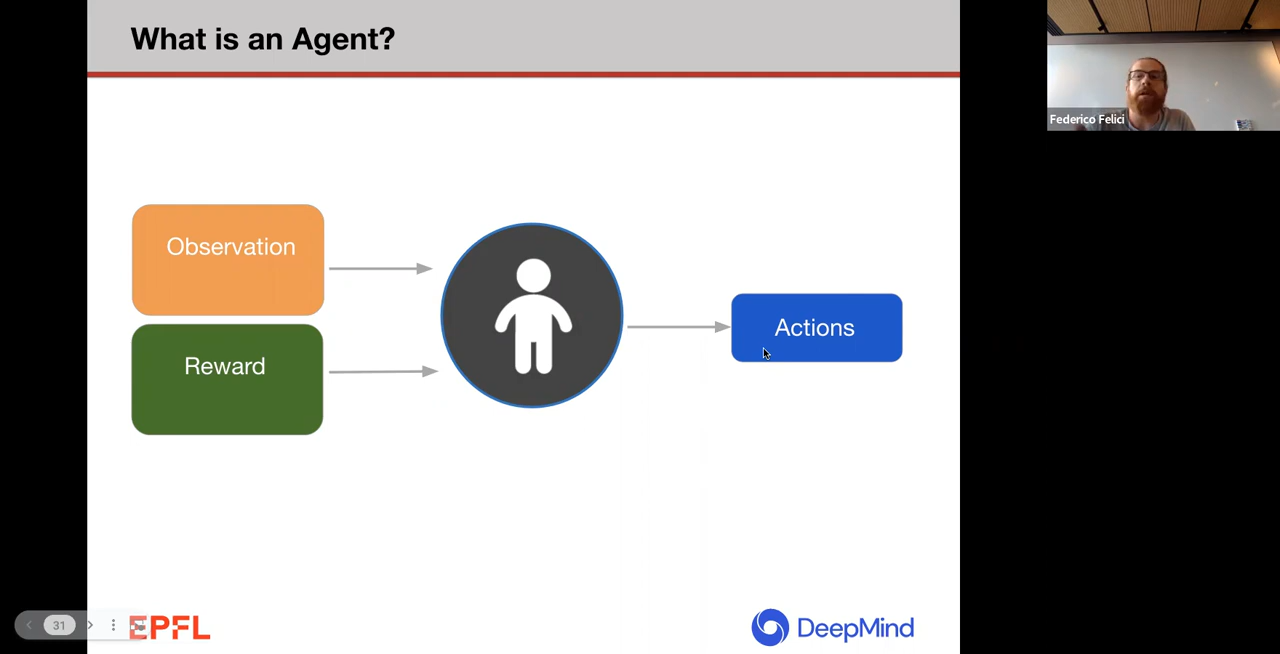 What is an Agent?
Federico Felici
Observation
Reward
Actions
31
EPFL
DeepMind